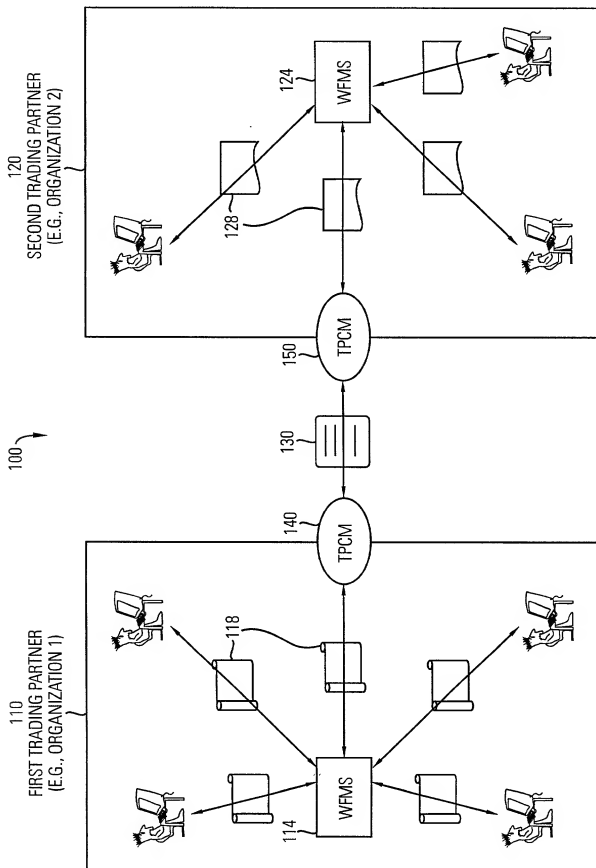 100
110
FIRST TRADING PARTNER
(E.G., ORGANIZATION 1)
118
WFMS
114
140
TPCM
130
150
TPCM
120
SECOND TRADING PARTNER
(E.G., ORGANIZATION 2)
128
WFMS
124